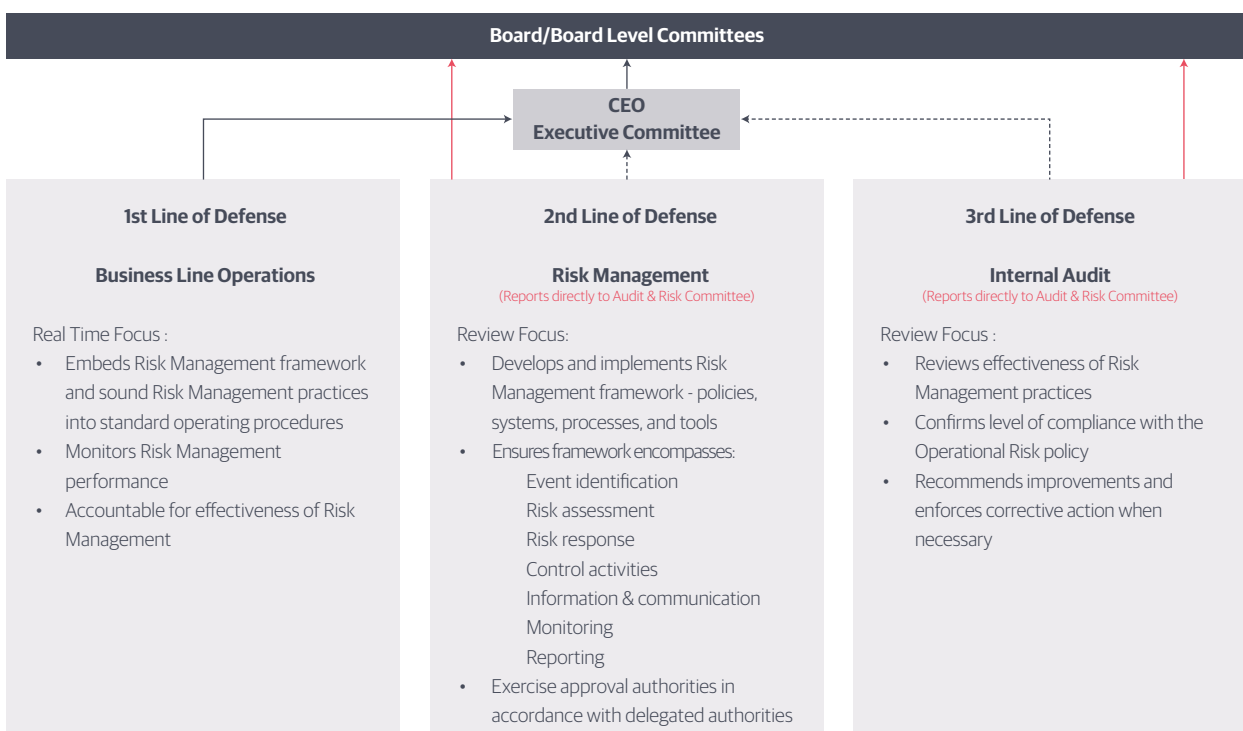 Board/Board Level Committees
CEO
Executive Committee
1st Line of Defense
Business Line Operations
Real Time Focus :
• Embeds Risk Management framework
and sound Risk Management practices
into standard operating procedures
• Monitors Risk Management
performance
• Accountable for effectiveness of Risk
Management
2nd Line of Defense
Risk Management
(Reports directly to Audit & Risk Committee)
Review Focus:
• Develops and implements Risk
Management framework - policies,
systems, processes, and tools
• Ensures framework encompasses:
Event identification
Risk assessment
Risk response
Control activities
Information & communication
Monitoring
Reporting
• Exercise approval authorities in
accordance with delegated authorities
3rd Line of Defense
Internal Audit
(Reports directly to Audit & Risk Committee)
Review Focus :
• Reviews effectiveness of Risk
Management practices
• Confirms level of compliance with the
Operational Risk policy
• Recommends improvements and
enforces corrective action when
necessary